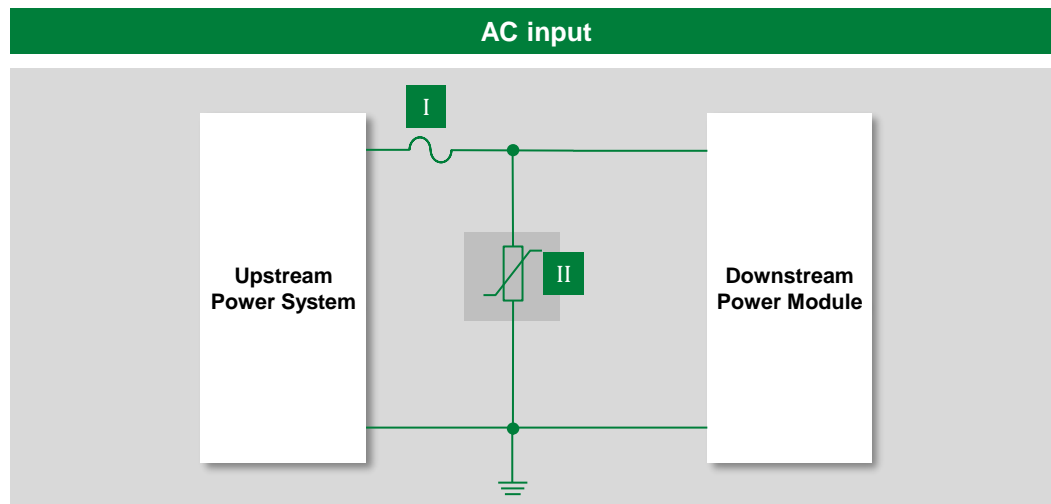 AC input
I
II
Upstream
Power System
Downstream
Power Module